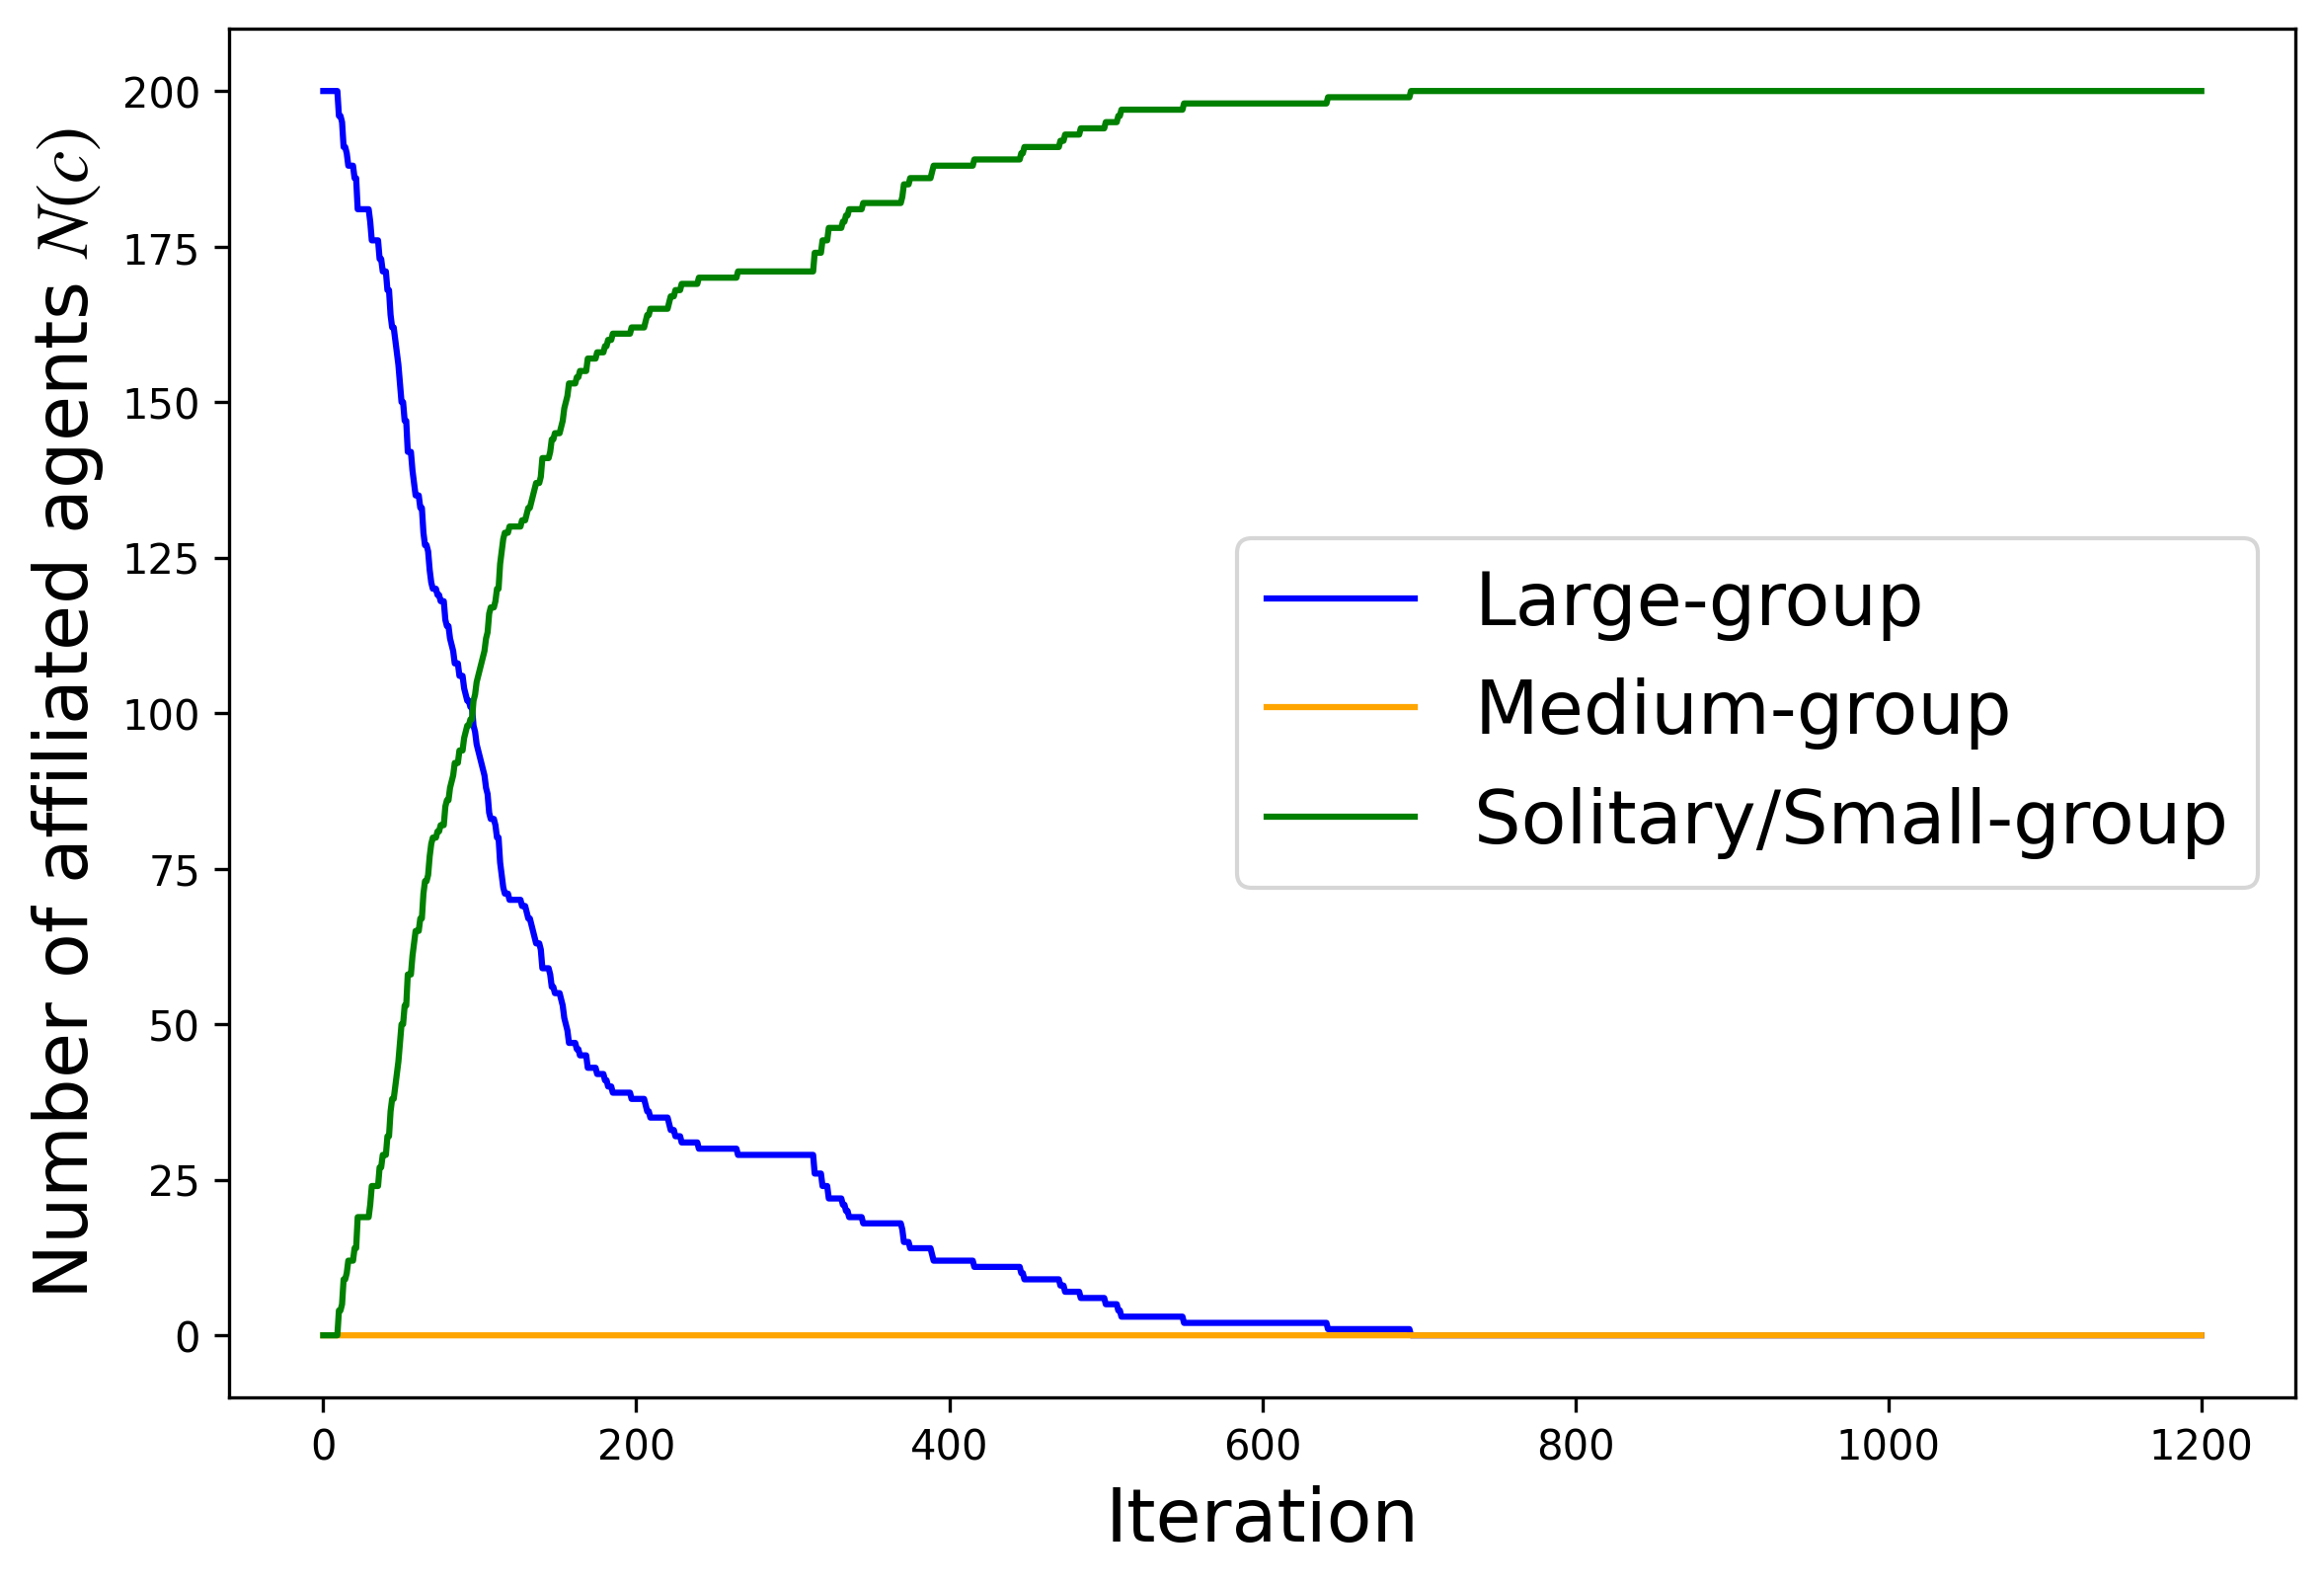 Number of affiliated agents N(c)
200
175
150
125
100
75
50
25
0
Large-group
Medium-group
Solitary/Small-group
0 200 400 600 800 1000 1200
Iteration